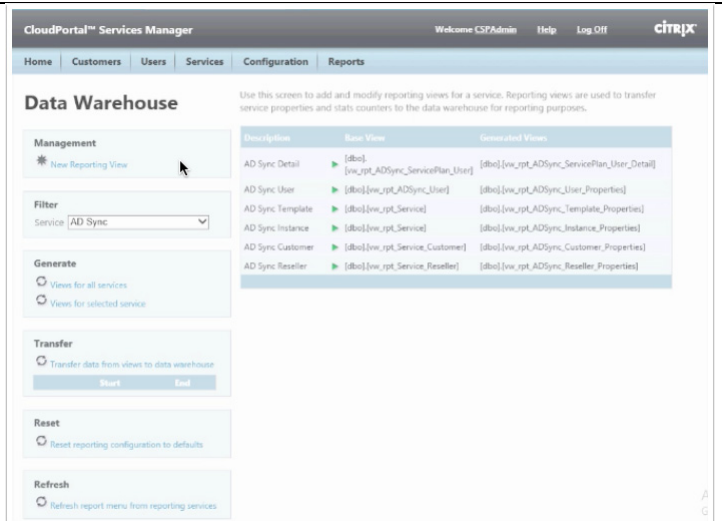 CloudPortal™ Services Manager
Welcome CSPAdmin Help Log Off
CİTRIX
Home Customers Users Services Configuration Reports
Data Warehouse
Use this screen to add and modify reporting views for a service. Reporting views are used to transfer
service properties and stats counters to the data warehouse for reporting purposes.
Management
New Reporting View
Filter
Service AD Sync
Generate
Views for all services
Views for selected service
Transfer
Transfer data from views to data warehouse
Start End
Reset
Reset reporting configuration to defaults
Refresh
Refresh report menu from reporting services
Description Base View Generated Views
AD Sync Detail [dbo].[vw_rpt_ADSync_ServicePlan_User] [dbo].[vw_rpt_ADSync_ServicePlan_User_Detail]
AD Sync User [dbo].[vw_rpt_ADSync_User] [dbo].[vw_rpt_ADSync_User_Properties]
AD Sync Template [dbo].[vw_rpt_Service] [dbo].[vw_rpt_ADSync_Template_Properties]
AD Sync Instance [dbo].[vw_rpt_Service] [dbo].[vw_rpt_ADSync_Instance_Properties]
AD Sync Customer [dbo].[vw_rpt_Service_Customer] [dbo].[vw_rpt_ADSync_Customer_Properties]
AD Sync Reseller [dbo].[vw_rpt_Service_Reseller] [dbo].[vw_rpt_ADSync_Reseller_Properties]